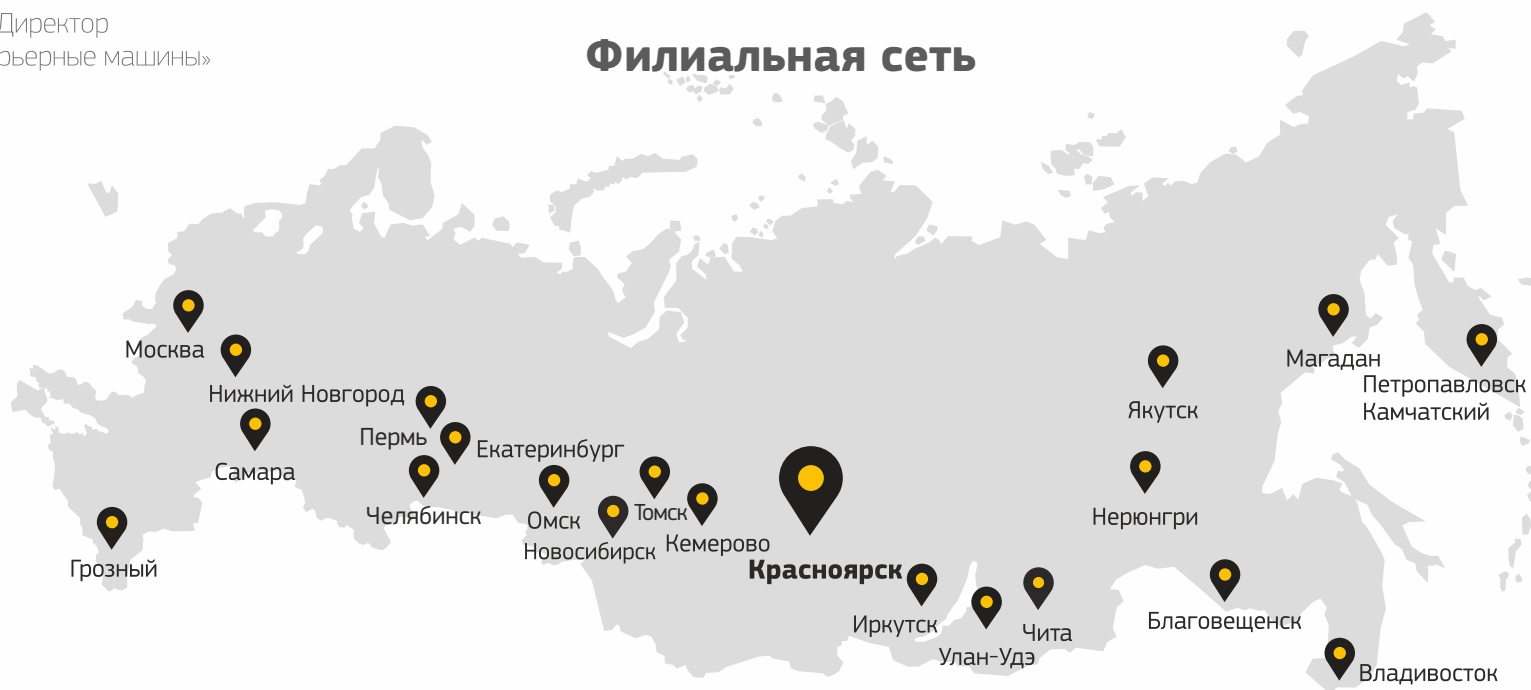 Директор
рьерные машины»
Филиальная сеть
Москва
Нижний Новгород
Самара
Грозный
Пермь
Екатеринбург
Челябинск
Омск
Новосибирск
Томск
Кемерово
Красноярск
Иркутск
Улан-Удэ
Чита
Якутск
Нерюнгри
Благовещенск
Владивосток
Магадан
Петропавловск
Камчатский